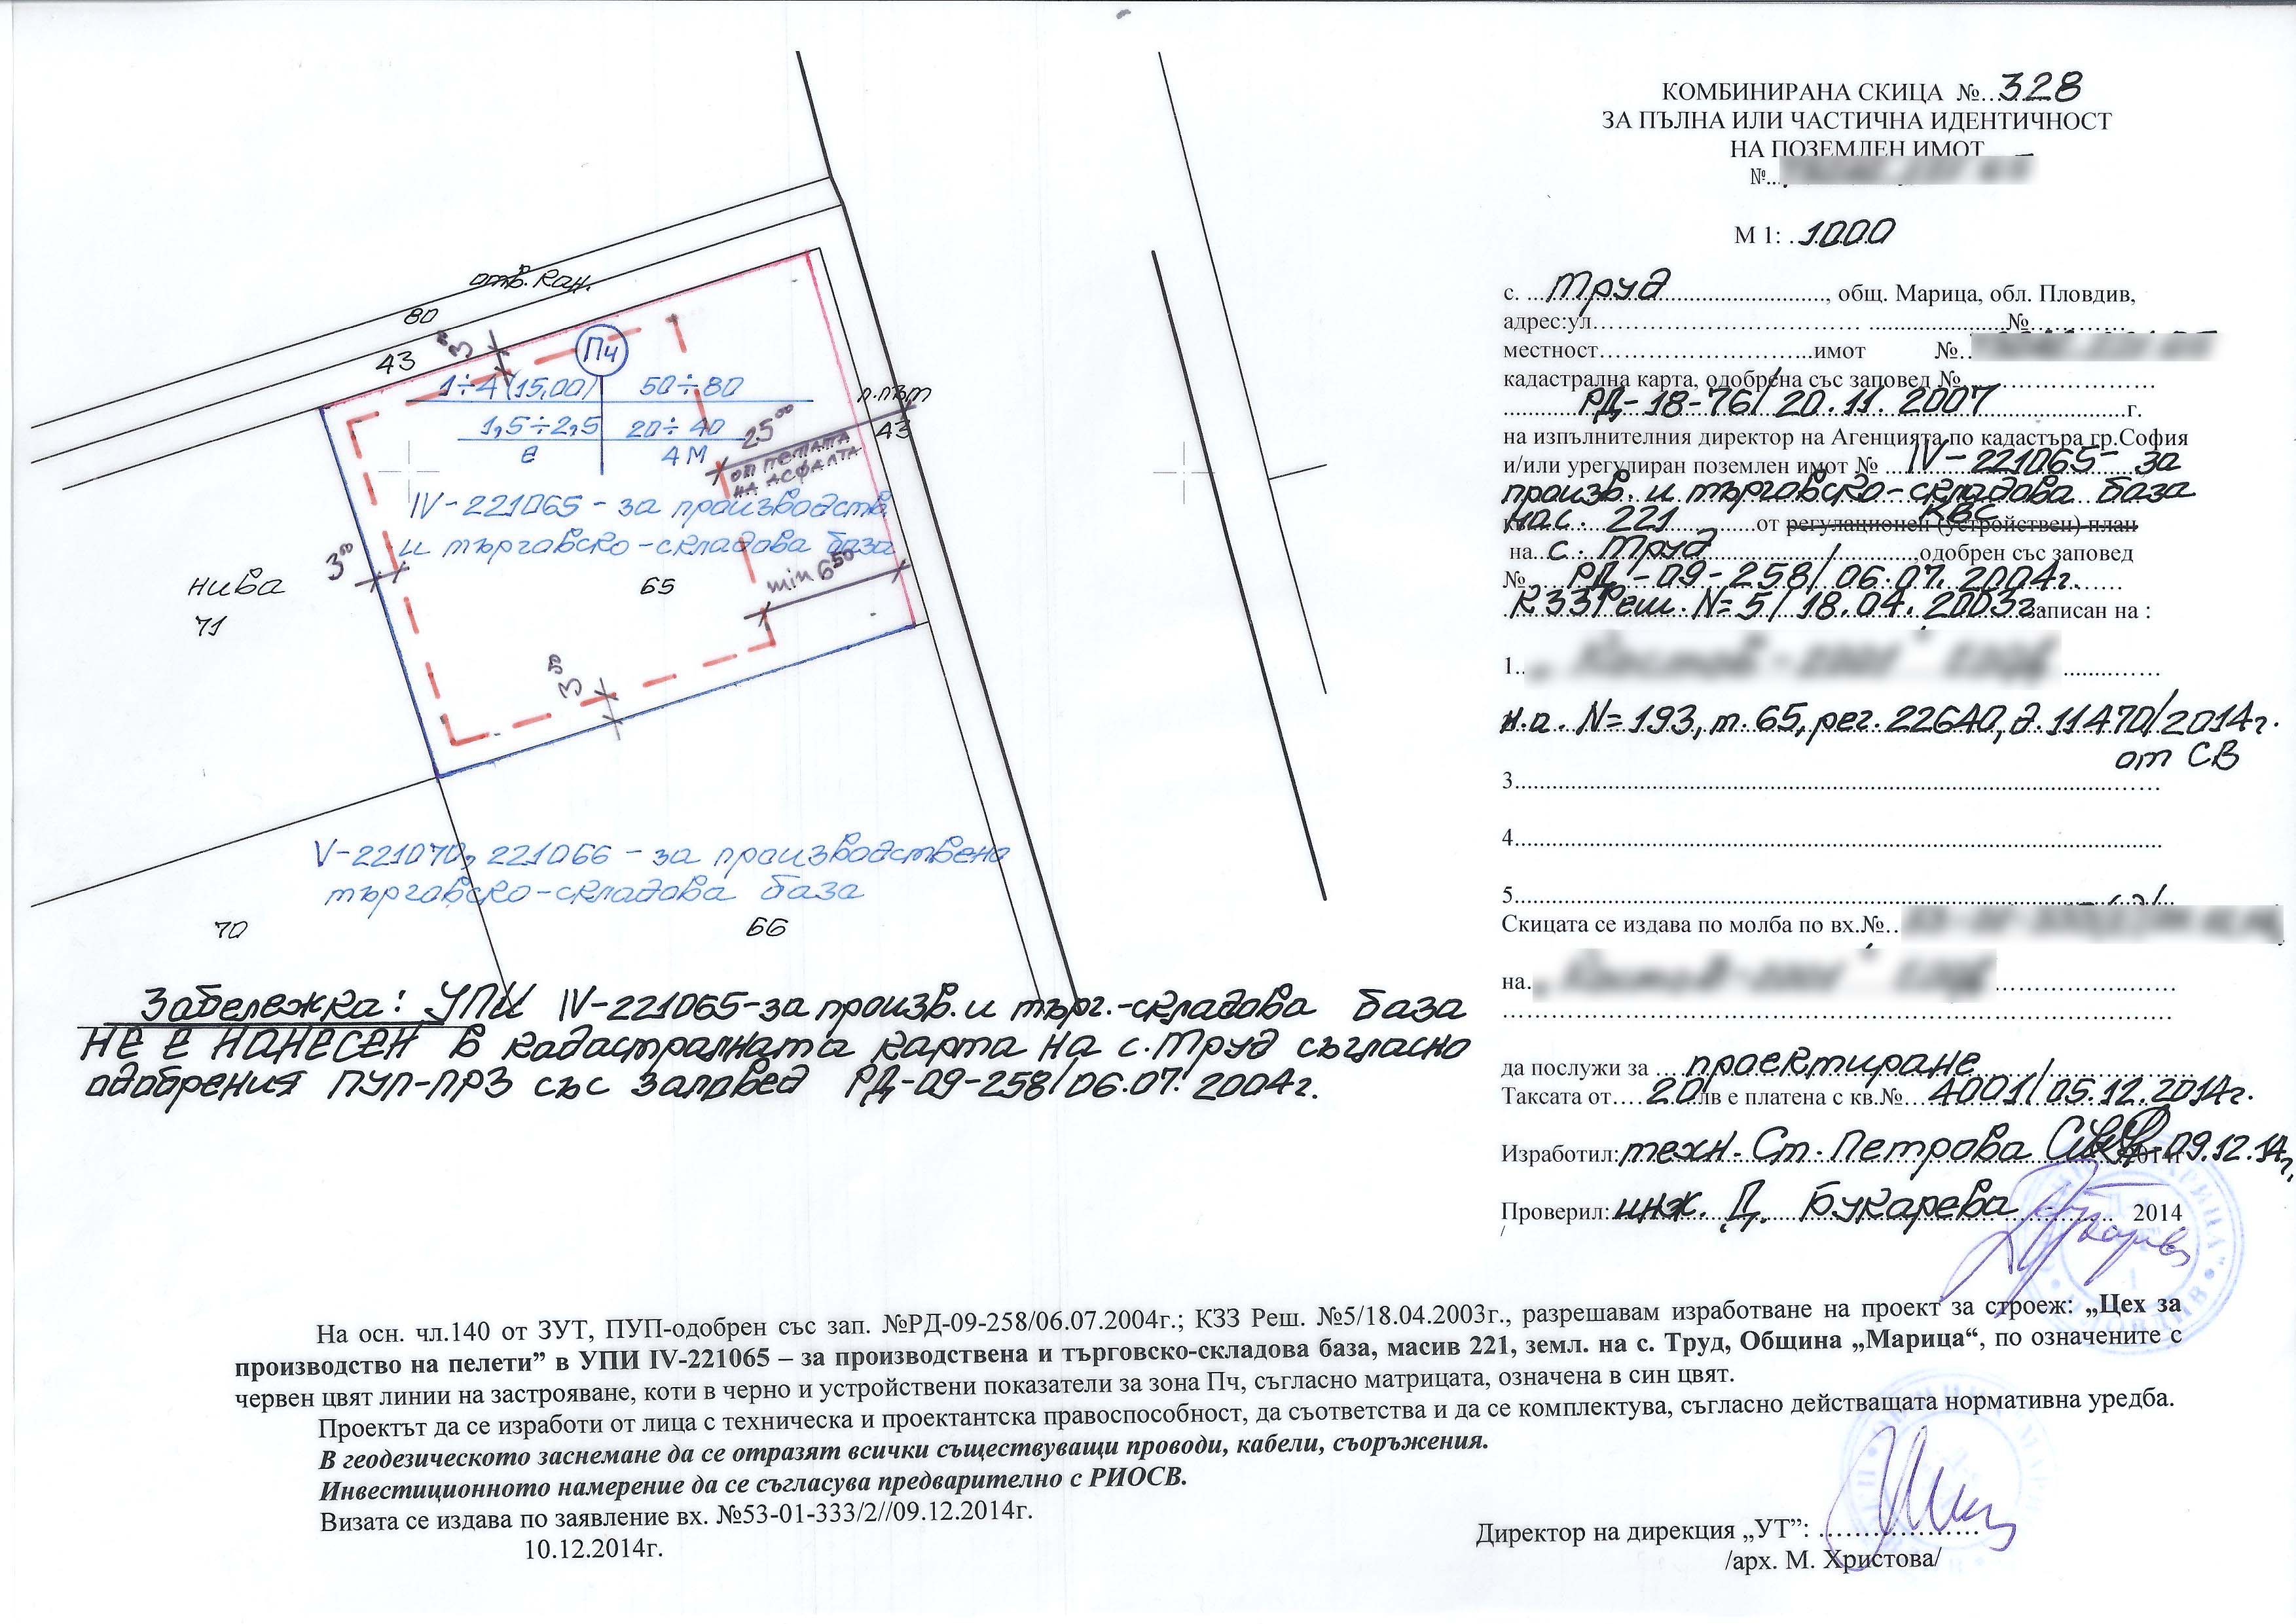 отв. кан.
80
43
3⁰⁰
Пч
1÷4 (15,00) 50÷80
1,5÷2,5 20÷40
е 4М
25⁰⁰
от петата
на асфалта
п.път
43
IV-221065 - за производств.
и търговско-складова база
3⁰⁰
min 6⁵⁰
65
нива
71
3⁰⁰
V-221070, 221066 - за производствено
търговско-складова база
70
66
Забележка: УПИ IV-221065-за произв. и търг.-складова база
НЕ Е НАНЕСЕН в кадастралната карта на с. Труд съгласно
одобрения ПУП-ПРЗ със заповед РД-09-258/06.07.2004г.
КОМБИНИРАНА СКИЦА №...328
ЗА ПЪЛНА ИЛИ ЧАСТИЧНА ИДЕНТИЧНОСТ
НА ПОЗЕМЛЕН ИМОТ
№...
М 1: . 1000
с. ...Труд..., общ. Марица, обл. Пловдив,
адрес:ул............ №............
местност............имот №..
кадастрална карта, одобрена със заповед №............
............РД-18-76/20.11.2007............г.
на изпълнителния директор на Агенцията по кадастъра гр.София
и/или урегулиран поземлен имот № ....IV-221065- за
произв. и търговско-складова база
мас. 221............от регулационен (устройствен) план КВС
на..с. Труд............,одобрен със заповед
№......РД-09-258/06.07.2004г.......
КЗЗ Реш. N=5/18.04.2003г. записан на :
1..
н.а. N=193, т.65, рег. 22640, д.11470/2014г.
от СВ
3............
4............
5............
Скицата се издава по молба по вх.№..
на.
да послужи за ....проектиране............
Таксата от....20 лв е платена с кв.№....4001/05.12.2014г.
Изработил: техн. Ст. Петрова 09.12.14г.
Проверил: инж. Д. Букарева ............ 2014
На осн. чл.140 от ЗУТ, ПУП-одобрен със зап. №РД-09-258/06.07.2004г.; КЗЗ Реш. №5/18.04.2003г., разрешавам изработване на проект за строеж: „Цех за
производство на пелети” в УПИ IV-221065 – за производствена и търговско-складова база, масив 221, земл. на с. Труд, Община „Марица“, по означените с
червен цвят линии на застрояване, коти в черно и устройствени показатели за зона Пч, съгласно матрицата, означена в син цвят.
Проектът да се изработи от лица с техническа и проектантска правоспособност, да съответства и да се комплектува, съгласно действащата нормативна уредба.
В геодезическото заснемане да се отразят всички съществуващи проводи, кабели, съоръжения.
Инвестиционното намерение да се съгласува предварително с РИОСВ.
Визата се издава по заявление вх. №53-01-333/2//09.12.2014г.
10.12.2014г.
Директор на дирекция „УТ”: ....................
/арх. М. Христова/